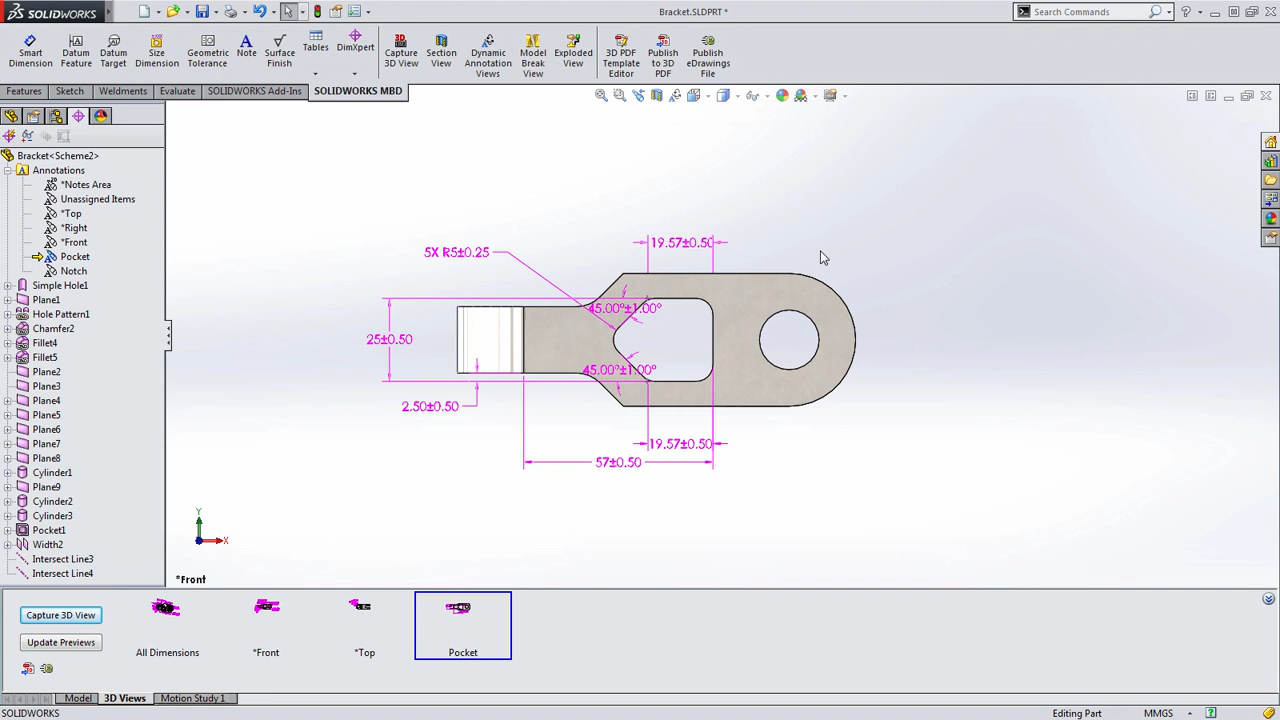 SOLIDWORKS
Bracket.SLDPRT *
Search Commands
Smart Dimension
Datum Feature
Datum Target
Size Dimension
Geometric Tolerance
Note
Surface Finish
Tables
DimXpert
Capture 3D View
Section View
Dynamic Annotation Views
Model Break View
Exploded View
3D PDF Template Editor
Publish to 3D PDF
Publish eDrawings File
Features
Sketch
Weldments
Evaluate
SOLIDWORKS Add-Ins
SOLIDWORKS MBD
Bracket<Scheme2>
Annotations
*Notes Area
Unassigned Items
*Top
*Right
*Front
Pocket
Notch
Simple Hole1
Plane1
Hole Pattern1
Chamfer2
Fillet4
Fillet5
Plane2
Plane3
Plane4
Plane5
Plane6
Plane7
Plane8
Cylinder1
Plane9
Cylinder2
Cylinder3
Pocket1
Width2
Intersect Line3
Intersect Line4
19.57±0.50
5X R5±0.25
45.00°±1.00°
25±0.50
45.00°±1.00°
2.50±0.50
19.57±0.50
57±0.50
Y
X
*Front
Capture 3D View
Update Previews
All Dimensions
*Front
*Top
Pocket
Model
3D Views
Motion Study 1
SOLIDWORKS
Editing Part
MMGS